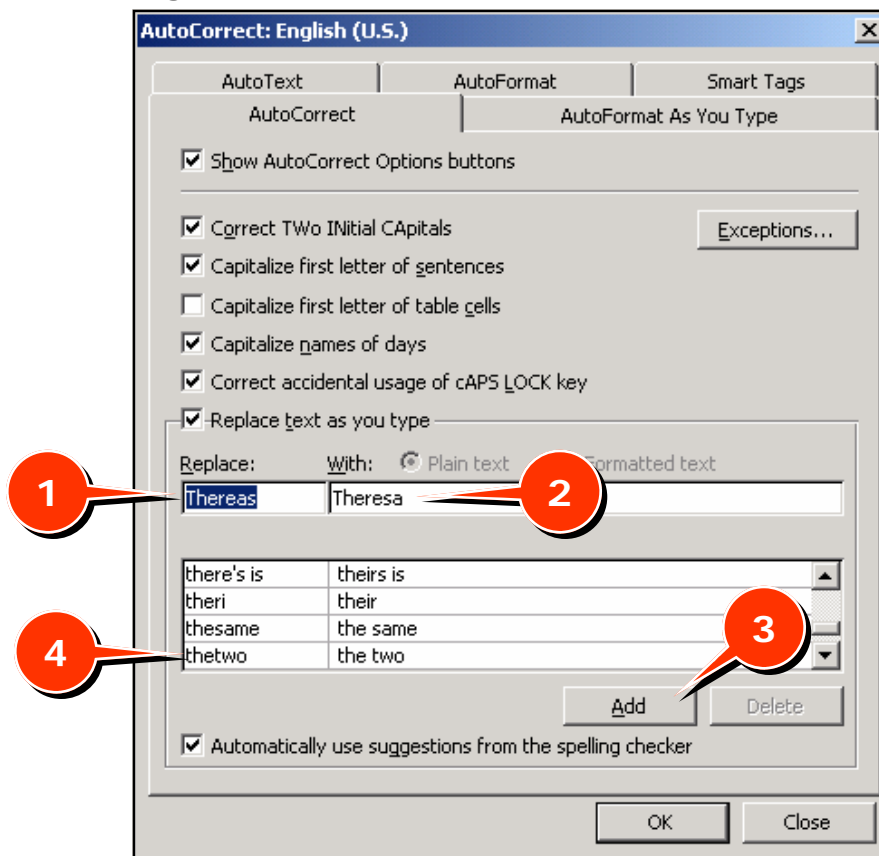 AutoCorrect: English (U.S.)
AutoText AutoFormat Smart Tags
AutoCorrect AutoFormat As You Type
Show AutoCorrect Options buttons
Correct TWo INitial CApitals Exceptions...
Capitalize first letter of sentences
Capitalize first letter of table cells
Capitalize names of days
Correct accidental usage of cAPS LOCK key
Replace text as you type
Replace: With: Plain text Formatted text
1 Thereas Theresa 2
there's is theirs is
theri their
thesame the same 3
4 thetwo the two
Add Delete
Automatically use suggestions from the spelling checker
OK Close